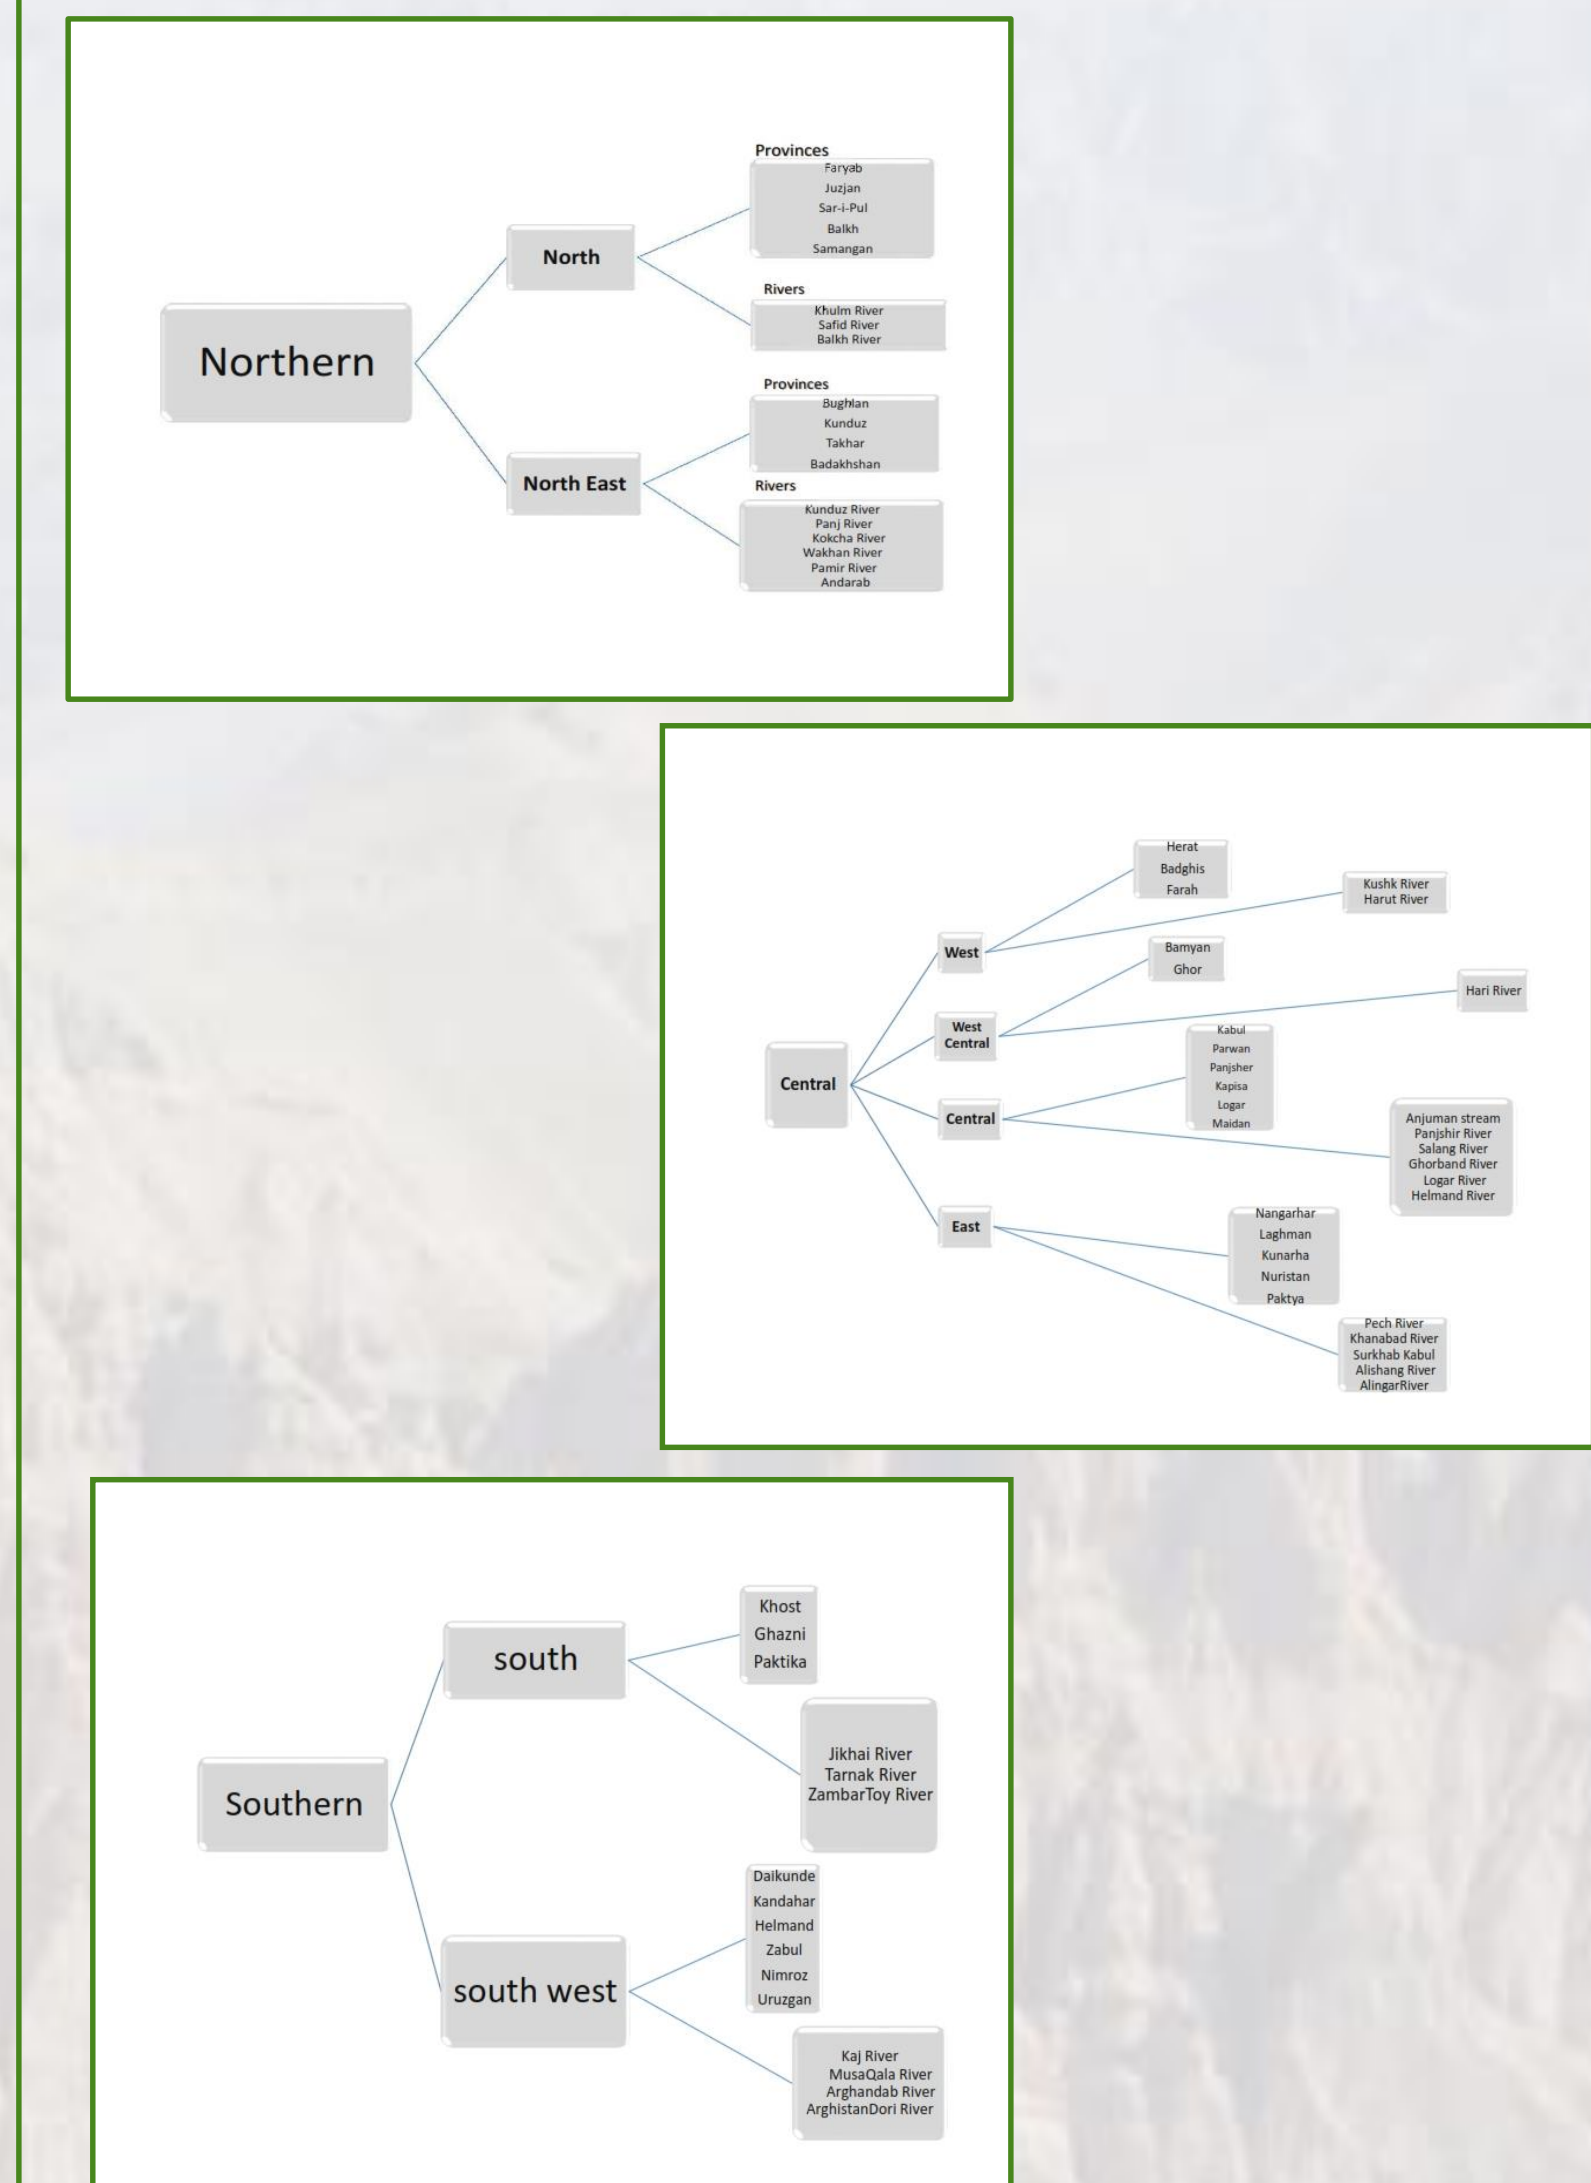 Northern
North
Provinces
Faryab
Juzjan
Sar-i-Pul
Balkh
Samangan
Rivers
Khulm River
Safid River
Balkh River
North East
Provinces
Bughlan
Kunduz
Takhar
Badakhshan
Rivers
Kunduz River
Panj River
Kokcha River
Wakhan River
Pamir River
Andarab
Central
West
Herat
Badghis
Farah
Kushk River
Harut River
West
Central
Bamyan
Ghor
Hari River
Central
Kabul
Parwan
Panjsher
Kapisa
Logar
Maidan
Anjuman stream
Panjshir River
Salang River
Ghorband River
Logar River
Helmand River
East
Nangarhar
Laghman
Kunarha
Nuristan
Paktya
Pech River
Khanabad River
Surkhab Kabul
Alishang River
AlingarRiver
Southern
south
Khost
Ghazni
Paktika
Jikhai River
Tarnak River
ZambarToy River
south west
Daikunde
Kandahar
Helmand
Zabul
Nimroz
Uruzgan
Kaj River
MusaQala River
Arghandab River
ArghistanDori River